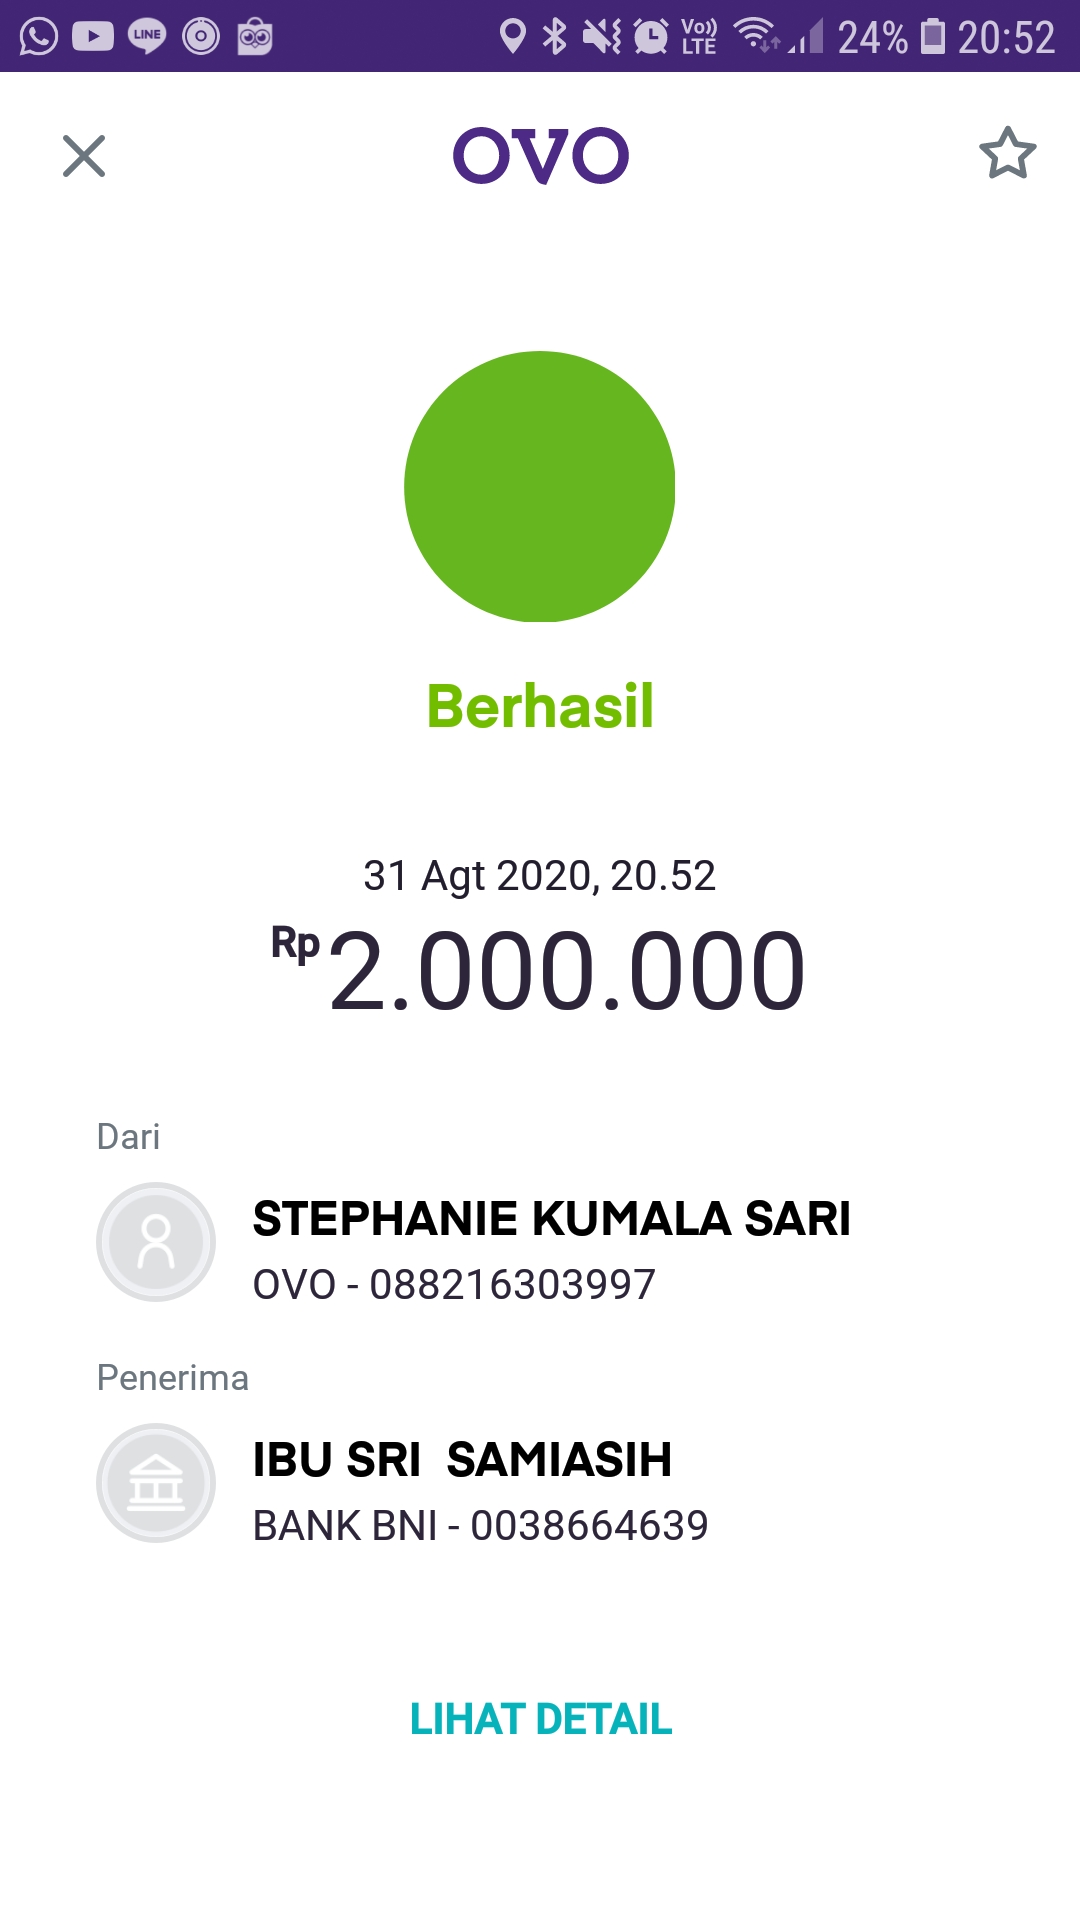 LINE
Vo)) LTE
24%
20:52
OVO
Berhasil
31 Agt 2020, 20.52
Rp 2.000.000
Dari
STEPHANIE KUMALA SARI
OVO - 088216303997
Penerima
IBU SRI  SAMIASIH
BANK BNI - 0038664639
LIHAT DETAIL